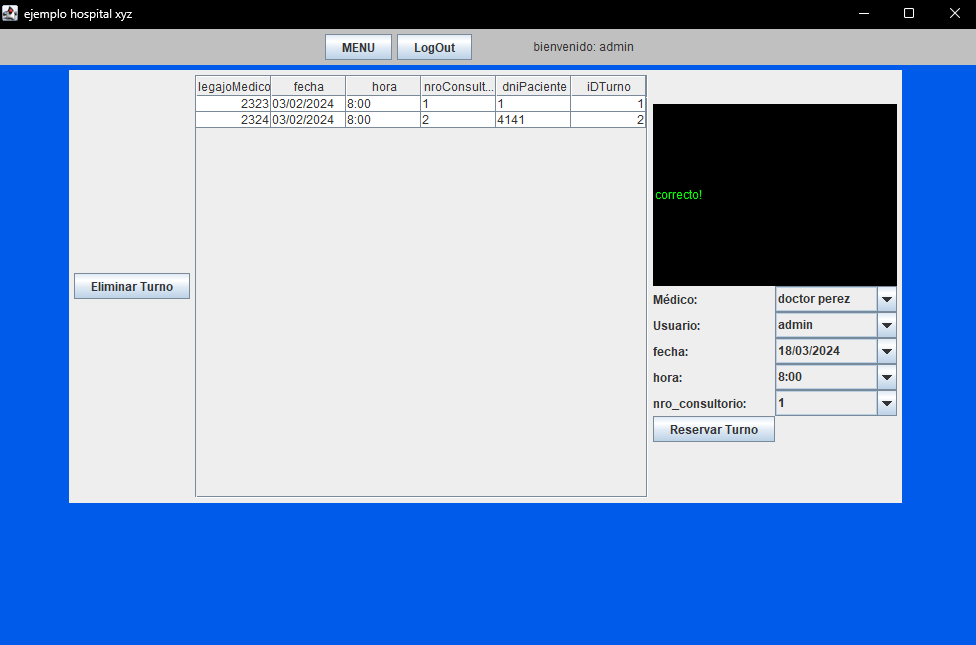 ejemplo hospital xyz
MENU LogOut bienvenido: admin
legajoMedico fecha hora nroConsult... dniPaciente iDTurno
2323 03/02/2024 8:00 1 1 1
2324 03/02/2024 8:00 2 4141 2
correcto!
Eliminar Turno
Médico: doctor perez
Usuario: admin
fecha: 18/03/2024
hora: 8:00
nro_consultorio: 1
Reservar Turno